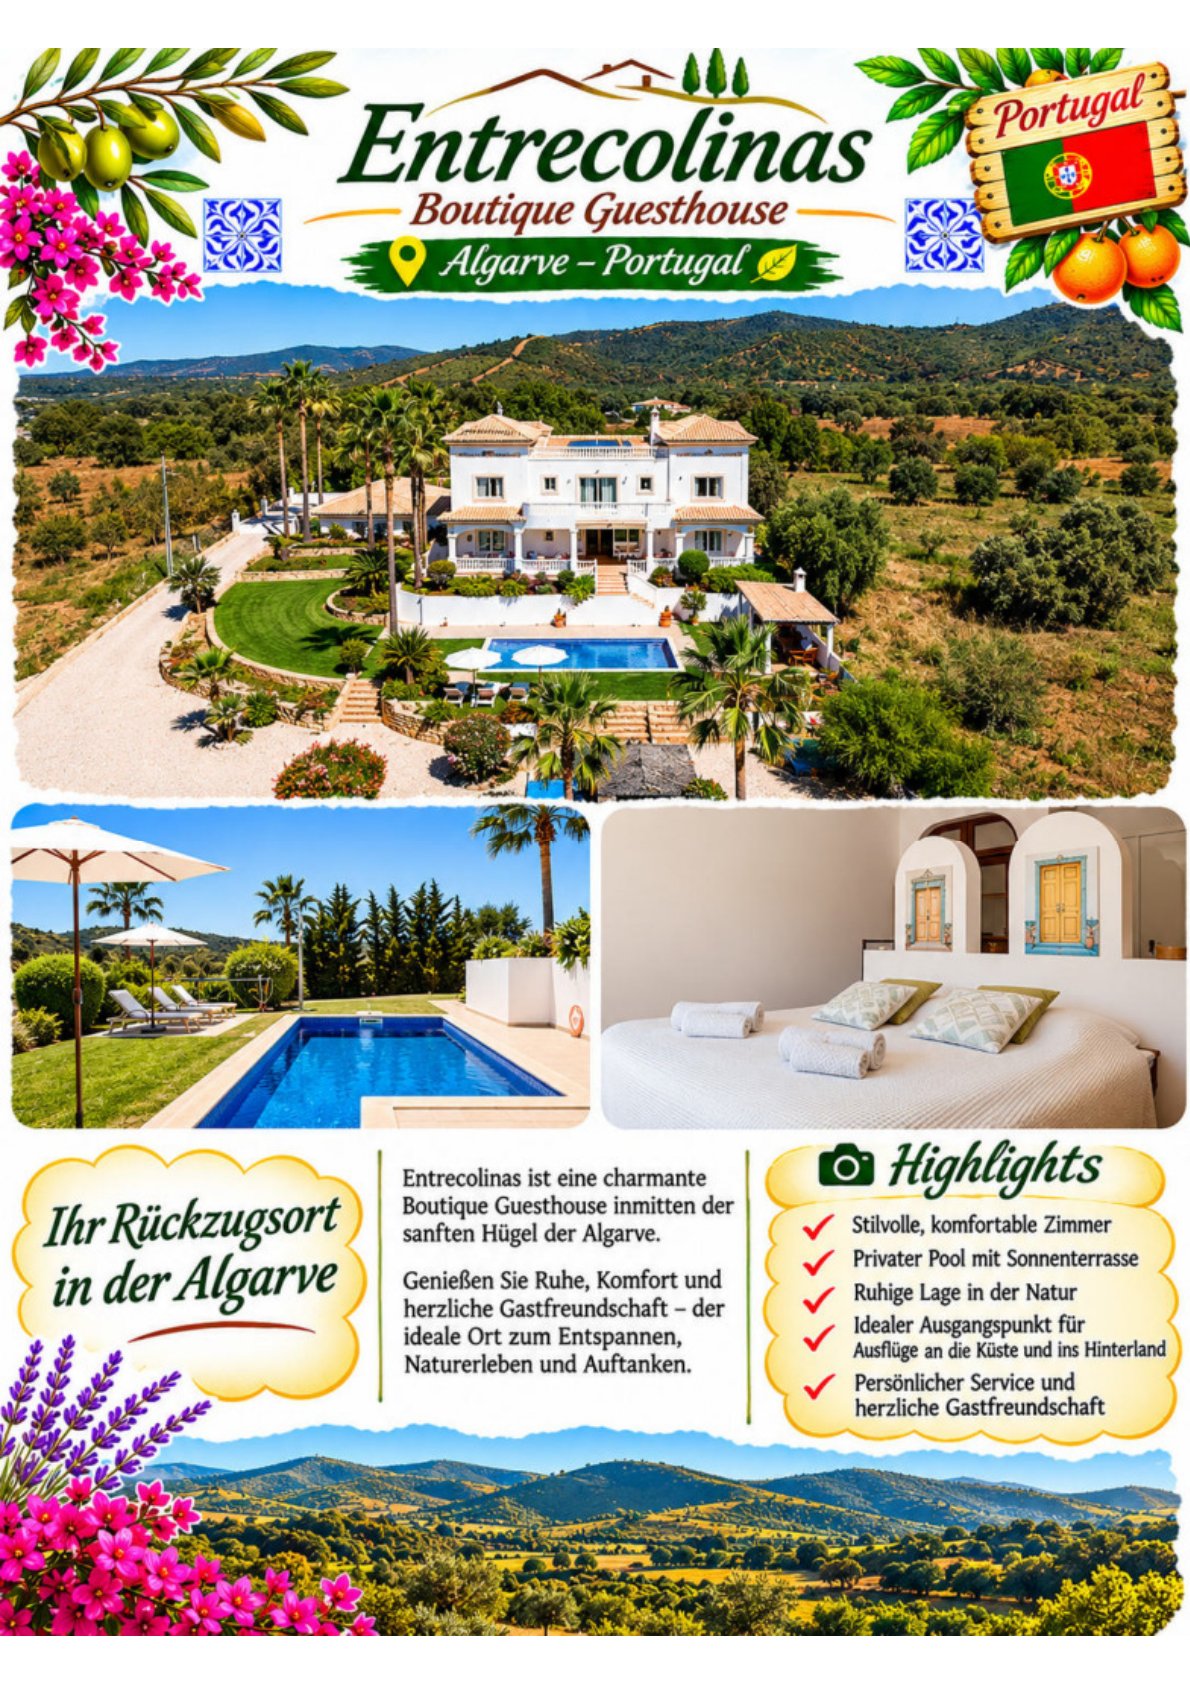 Entrecolinas
Boutique Guesthouse
Algarve – Portugal
Portugal
Ihr Rückzugsort
in der Algarve
Entrecolinas ist eine charmante
Boutique Guesthouse inmitten der
sanften Hügel der Algarve.
Genießen Sie Ruhe, Komfort und
herzliche Gastfreundschaft – der
ideale Ort zum Entspannen,
Naturerleben und Auftanken.
Highlights
Stilvolle, komfortable Zimmer
Privater Pool mit Sonnenterrasse
Ruhige Lage in der Natur
Idealer Ausgangspunkt für
Ausflüge an die Küste und ins Hinterland
Persönlicher Service und
herzliche Gastfreundschaft